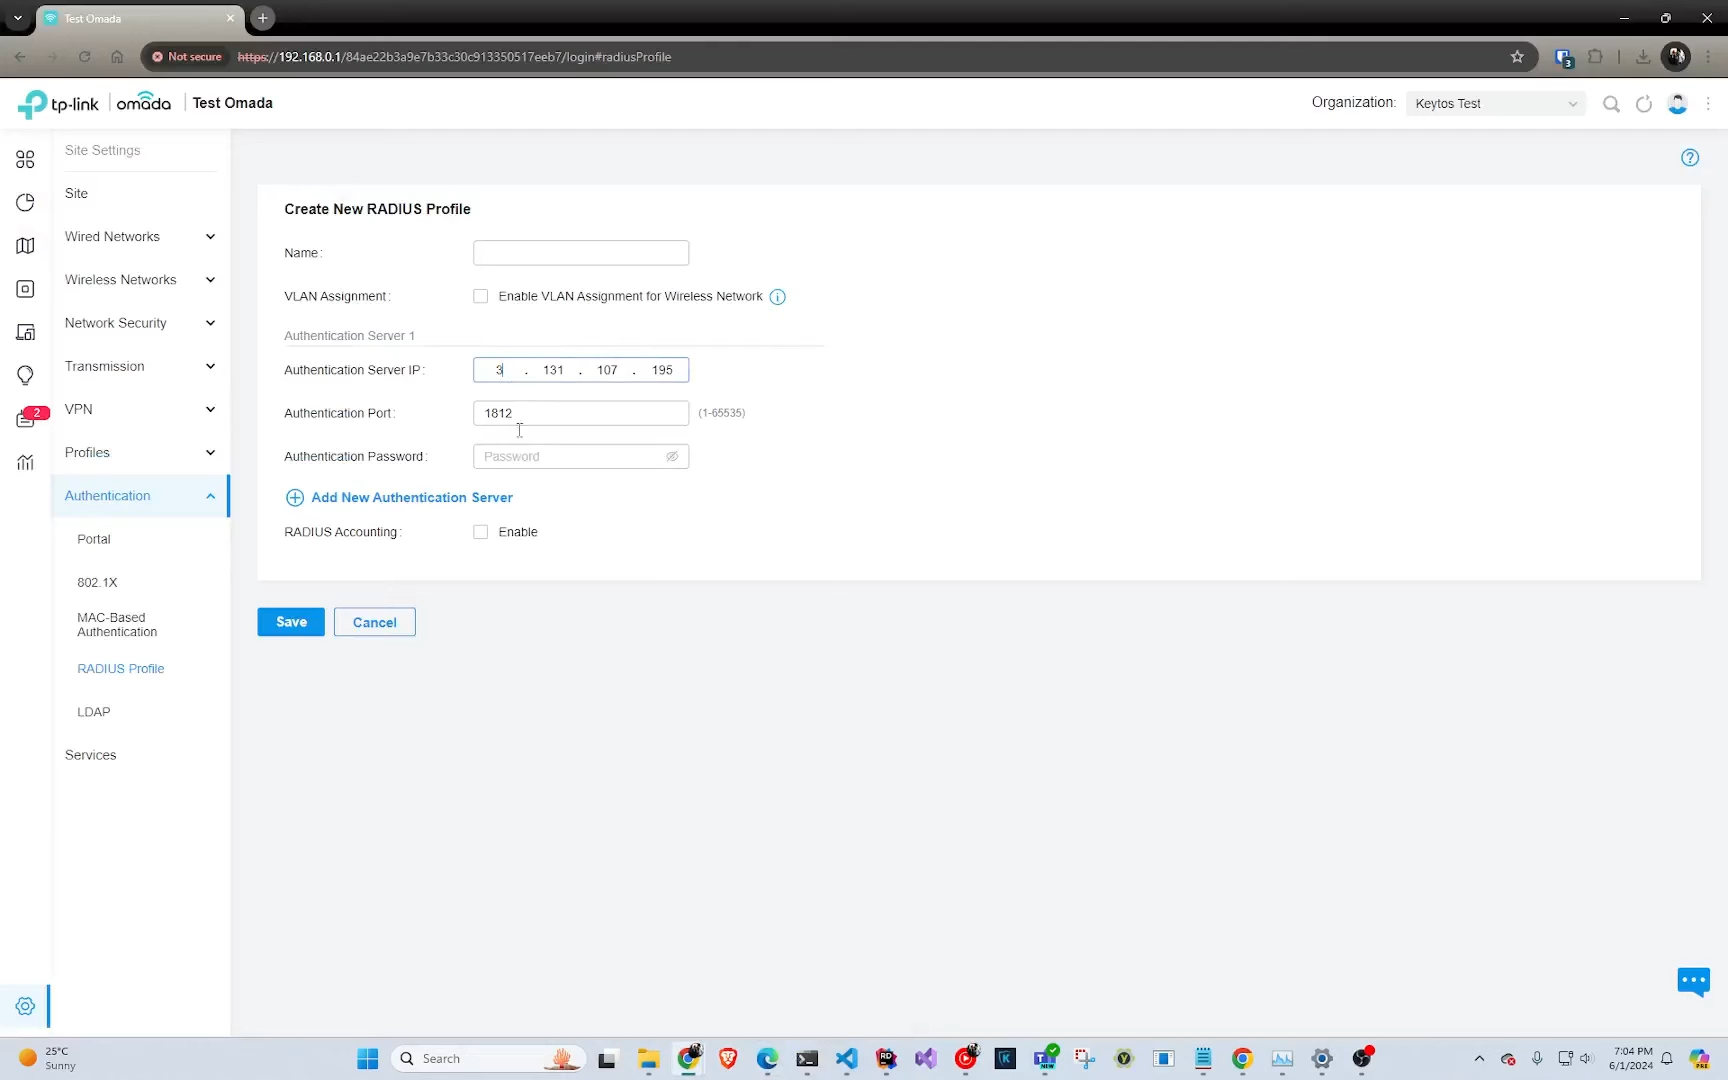 Test Omada
Not secure
https://192.168.0.1/84ae22b3a9e7b33c30c913350517eeb7/login#radiusProfile
3
tp-link
omada
Test Omada
Organization:
Keytos Test
Site Settings
Site
Wired Networks
Wireless Networks
Network Security
Transmission
2
VPN
Profiles
Authentication
Portal
802.1X
MAC-Based
Authentication
RADIUS Profile
LDAP
Services
Create New RADIUS Profile
Name:
VLAN Assignment:
Enable VLAN Assignment for Wireless Network
Authentication Server 1
Authentication Server IP:
3 . 131 . 107 . 195
Authentication Port:
1812
(1-65535)
Authentication Password:
Password
Add New Authentication Server
RADIUS Accounting:
Enable
Save
Cancel
25°C
Sunny
Search
RD
K
NEW
7:04 PM
6/1/2024
PRE